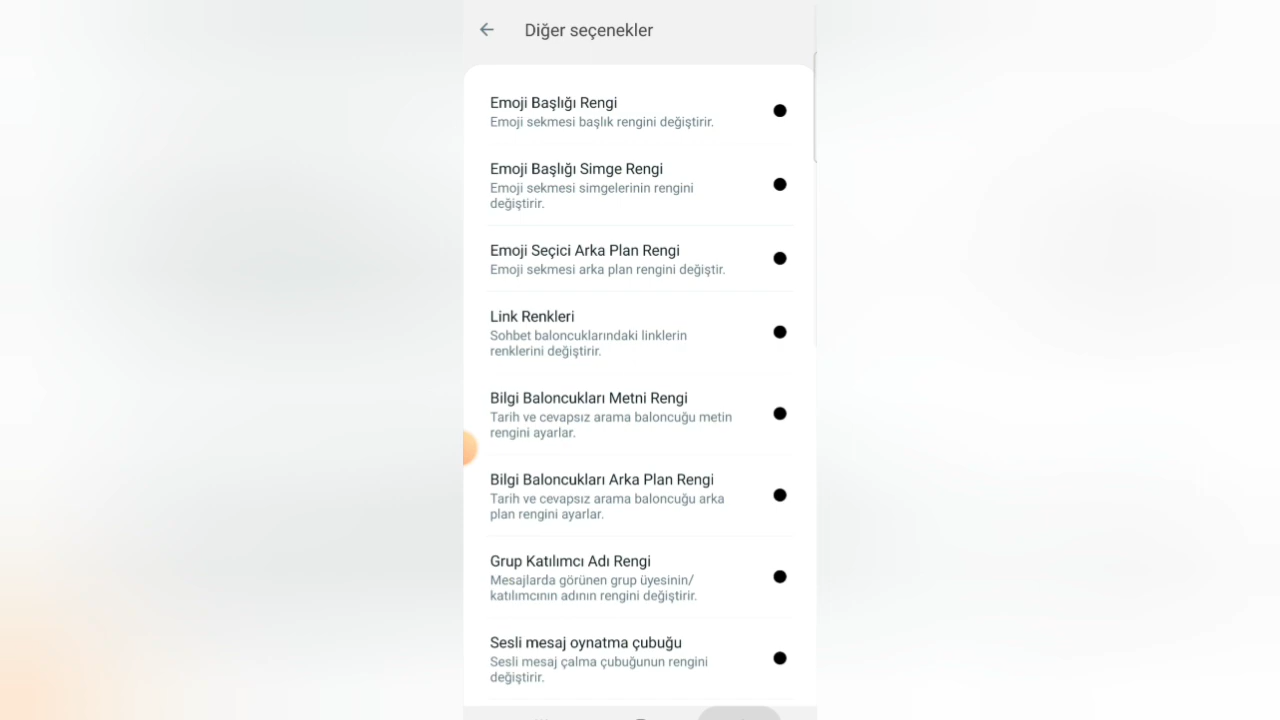 Diğer seçenekler
Emoji Başlığı Rengi
Emoji sekmesi başlık rengini değiştirir.
Emoji Başlığı Simge Rengi
Emoji sekmesi simgelerinin rengini
değiştirir.
Emoji Seçici Arka Plan Rengi
Emoji sekmesi arka plan rengini değiştir.
Link Renkleri
Sohbet baloncuklarındaki linklerin
renklerini değiştirir.
Bilgi Baloncukları Metni Rengi
Tarih ve cevapsız arama baloncuğu metin
rengini ayarlar.
Bilgi Baloncukları Arka Plan Rengi
Tarih ve cevapsız arama baloncuğu arka
plan rengini ayarlar.
Grup Katılımcı Adı Rengi
Mesajlarda görünen grup üyesinin/
katılımcının adının rengini değiştirir.
Sesli mesaj oynatma çubuğu
Sesli mesaj çalma çubuğunun rengini
değiştirir.